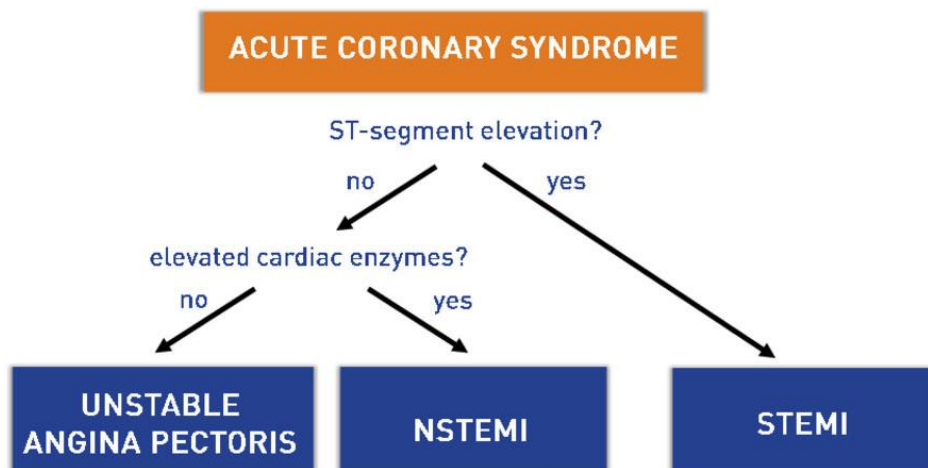 ACUTE CORONARY SYNDROME
ST-segment elevation?
no
yes
elevated cardiac enzymes?
no
yes
UNSTABLE
ANGINA PECTORIS
NSTEMI
STEMI